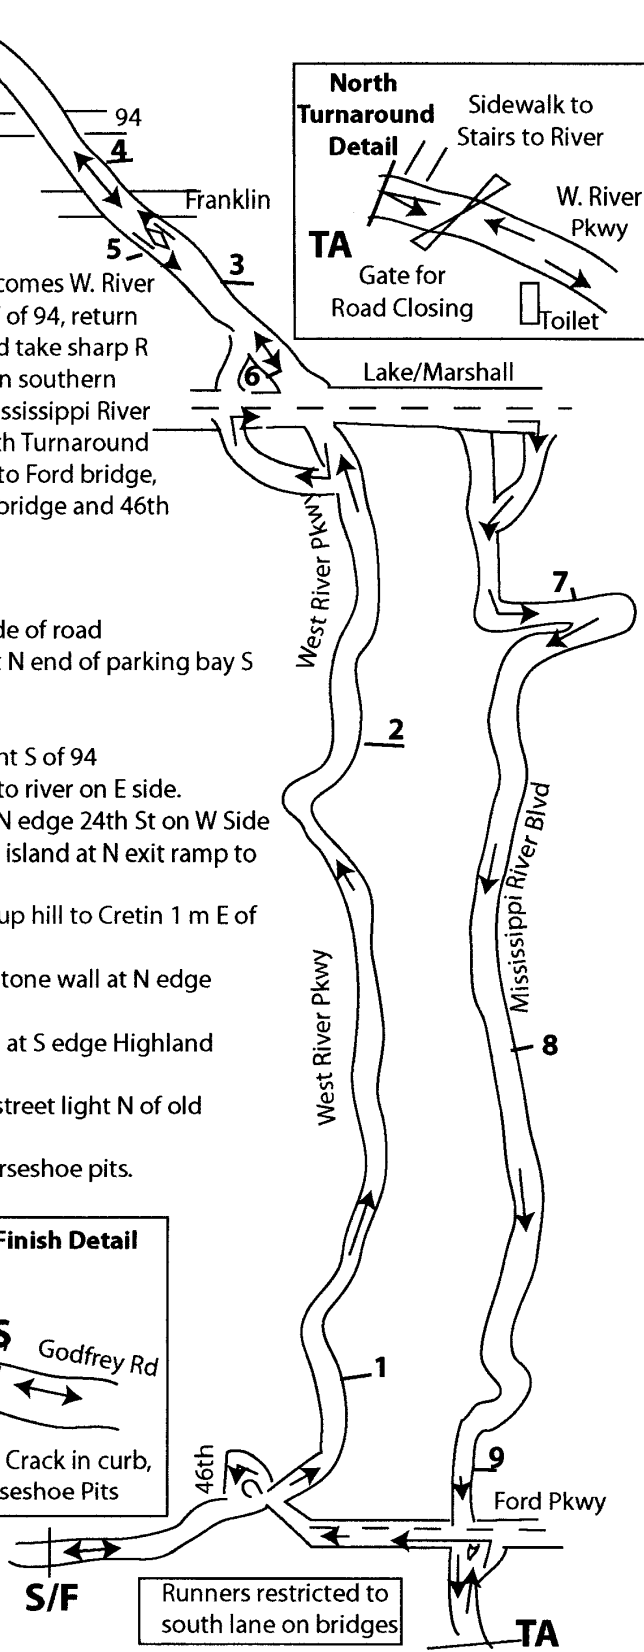 94
4
Franklin
5
3
North
Turnaround
Detail
Sidewalk to
Stairs to River
W. River
Pkwy
TA
Gate for
Road Closing
Toilet
comes W. River
of 94, return
d take sharp R
n southern
ssissippi River
th Turnaround
to Ford bridge,
bridge and 46th
6
Lake/Marshall
West River Pkwy
7
de of road
t N end of parking bay S
2
nt S of 94
to river on E side.
N edge 24th St on W Side
island at N exit ramp to
up hill to Cretin 1 m E of
tone wall at N edge
at S edge Highland
street light N of old
rseshoe pits.
Mississippi River Blvd
West River Pkwy
8
Finish Detail
S
Godfrey Rd
Crack in curb,
seshoe Pits
1
46th
9
Ford Pkwy
S/F
Runners restricted to
south lane on bridges
TA